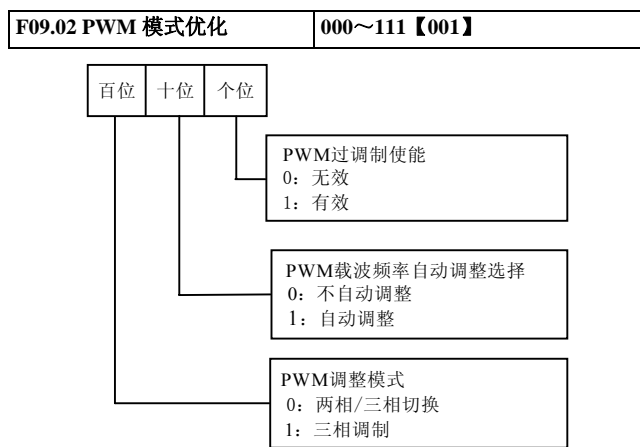 F09.02 PWM 模式优化 000～111【001】
百位 十位 个位
PWM过调制使能
0：无效
1：有效
PWM载波频率自动调整选择
0：不自动调整
1：自动调整
PWM调整模式
0：两相/三相切换
1：三相调制